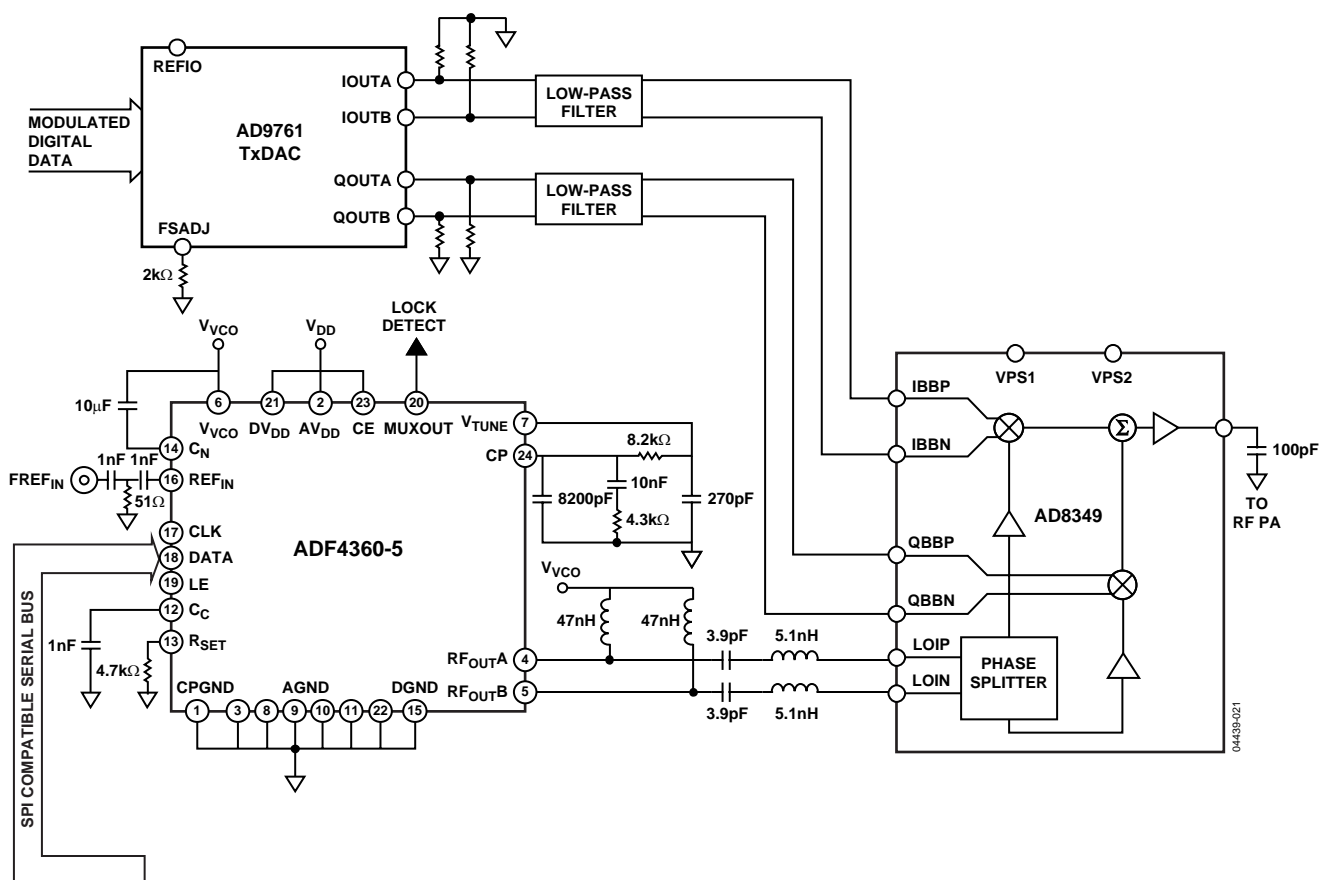 REFIO
IOUTA
IOUTB
MODULATED
DIGITAL
DATA
AD9761
TxDAC
LOW-PASS
FILTER
QOUTA
QOUTB
LOW-PASS
FILTER
FSADJ
2kΩ
LOCK
DETECT
VVCO
VDD
10µF
6
21
2
23
20
VVCO
DVDD
AVDD
CE
MUXOUT
VTUNE
7
CP
24
8.2kΩ
8200pF
10nF
4.3kΩ
270pF
14
CN
1nF
1nF
FREFIN
16
REFIN
51Ω
17
CLK
18
DATA
19
LE
12
CC
13
RSET
1nF
4.7kΩ
ADF4360-5
SPI COMPATIBLE SERIAL BUS
VVCO
47nH
47nH
3.9pF
5.1nH
RFOUTA
4
RFOUTB
5
3.9pF
5.1nH
CPGND
AGND
DGND
1
3
8
9
10
11
22
15
VPS1
VPS2
IBBP
IBBN
Σ
100pF
TO
RF PA
AD8349
QBBP
QBBN
LOIP
LOIN
PHASE
SPLITTER
04439-021